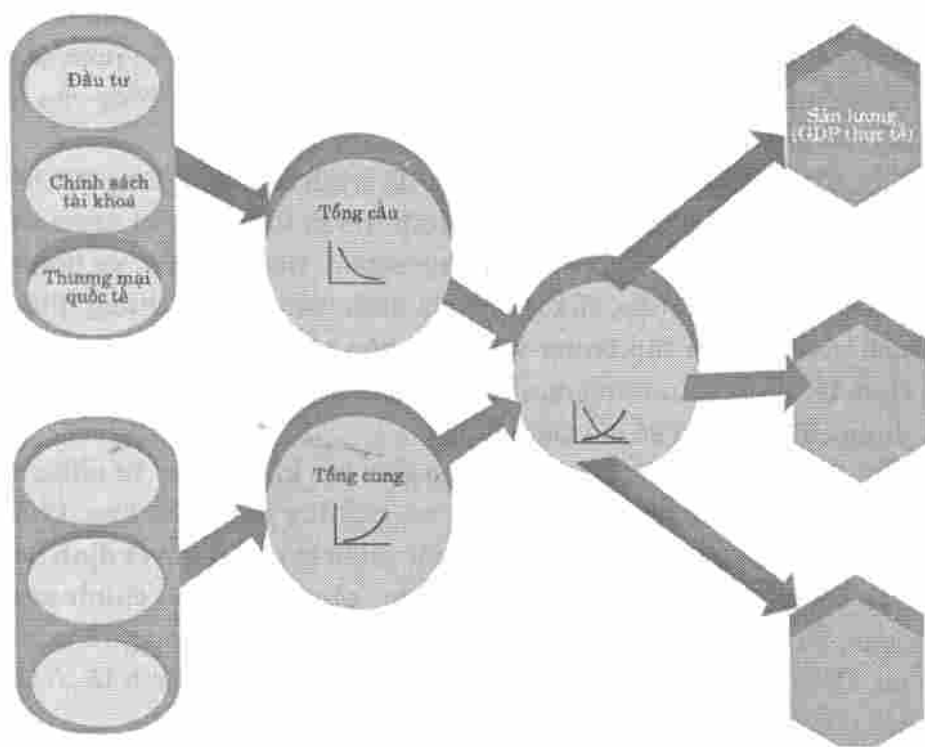 Đầu tư
Chính sách
tài khoá
Thương mại
quốc tế
Tổng cầu
Tổng cung
Sản lượng
(GDP thực tế)